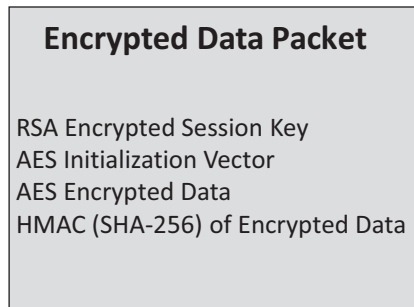 Encrypted Data Packet
RSA Encrypted Session Key
AES Initialization Vector
AES Encrypted Data
HMAC (SHA-256) of Encrypted Data